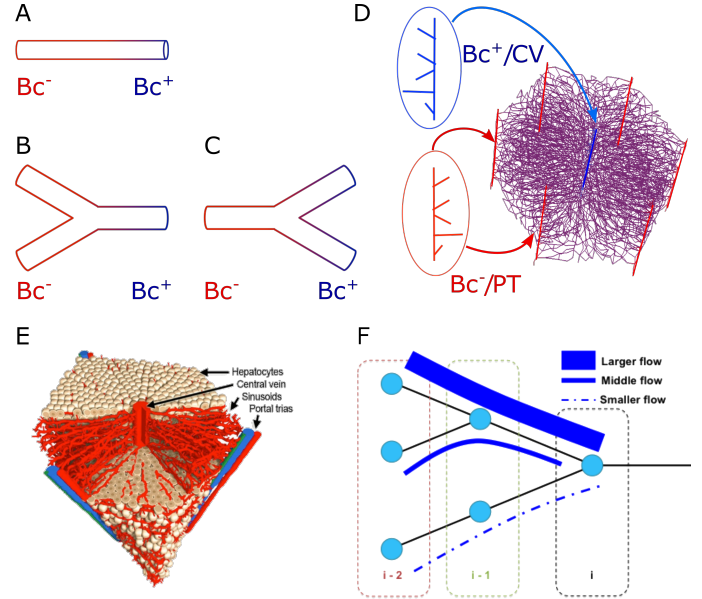 A
Bc⁻
Bc⁺
B
Bc⁻
Bc⁺
C
Bc⁻
Bc⁺
D
Bc⁺/CV
Bc⁻/PT
E
Hepatocytes
Central vein
Sinusoids
Portal trias
F
Larger flow
Middle flow
Smaller flow
i - 2
i - 1
i